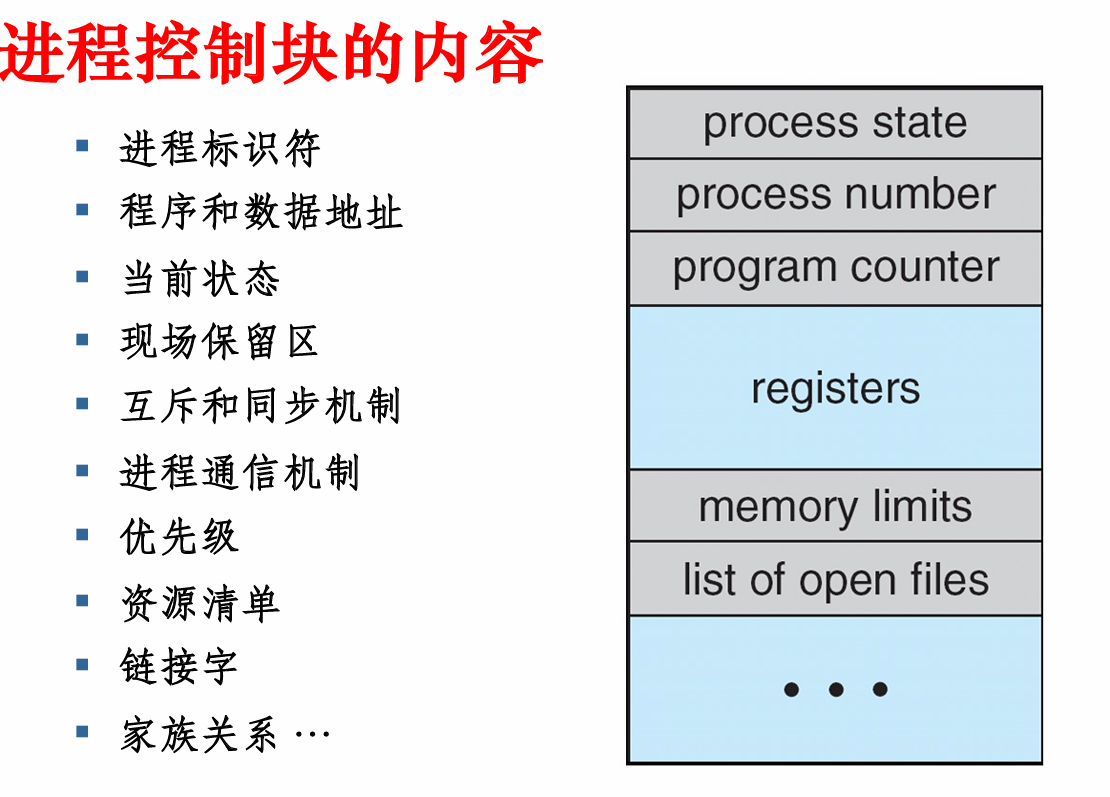 进程控制块的内容
进程标识符
程序和数据地址
当前状态
现场保留区
互斥和同步机制
进程通信机制
优先级
资源清单
链接字
家族关系 …
process state
process number
program counter
registers
memory limits
list of open files
• • •